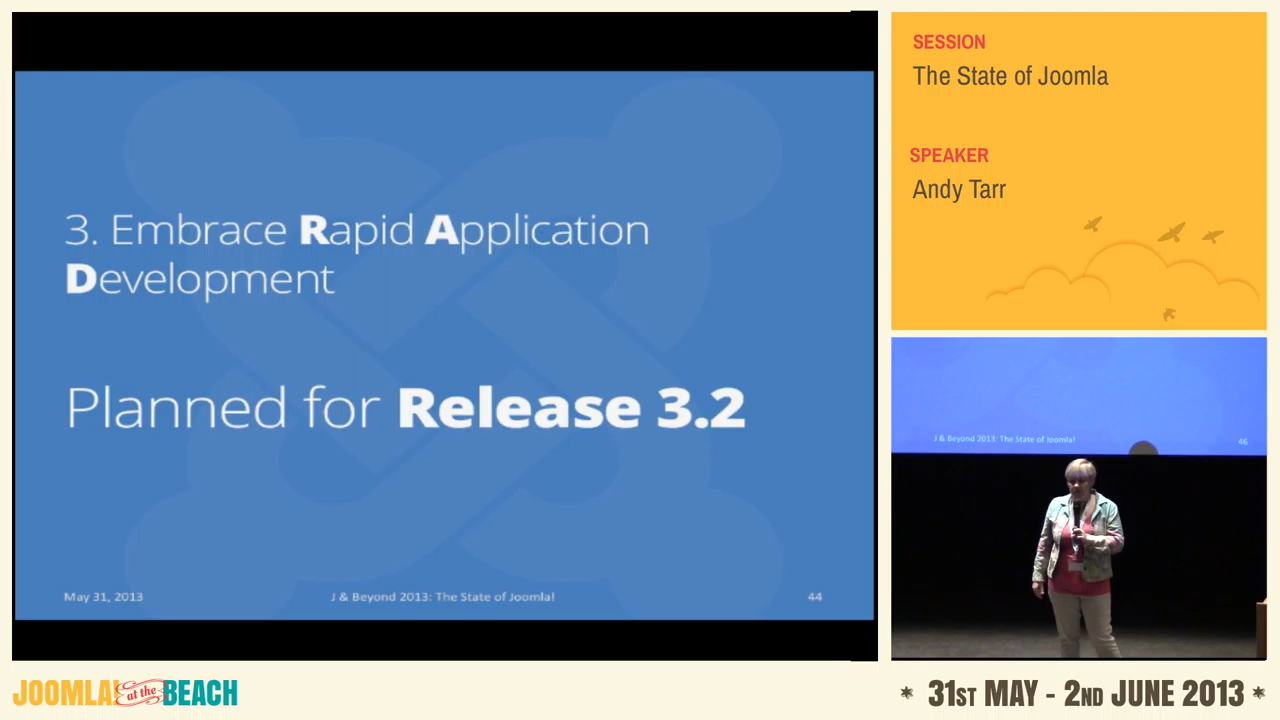 3. Embrace Rapid Application
Development
Planned for Release 3.2
May 31, 2013
J & Beyond 2013: The State of Joomla!
44
SESSION
The State of Joomla
SPEAKER
Andy Tarr
J & Beyond 2013: The State of Joomla!
46
JOOMLA! at the BEACH
* 31ST MAY - 2ND JUNE 2013 *